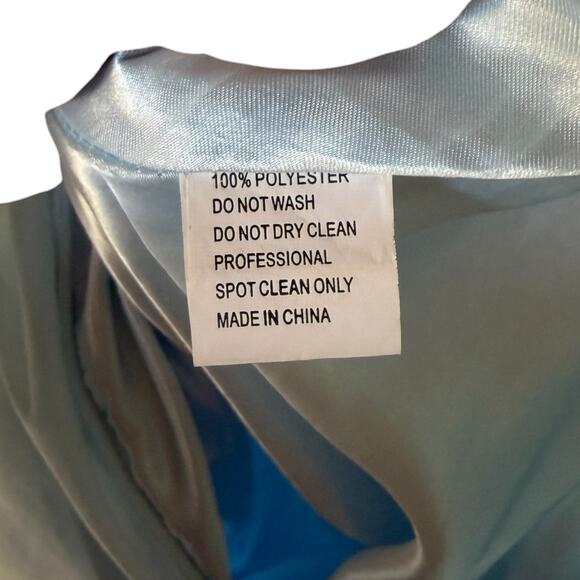 100% POLYESTER
DO NOT WASH
DO NOT DRY CLEAN
PROFESSIONAL
SPOT CLEAN ONLY
MADE IN CHINA